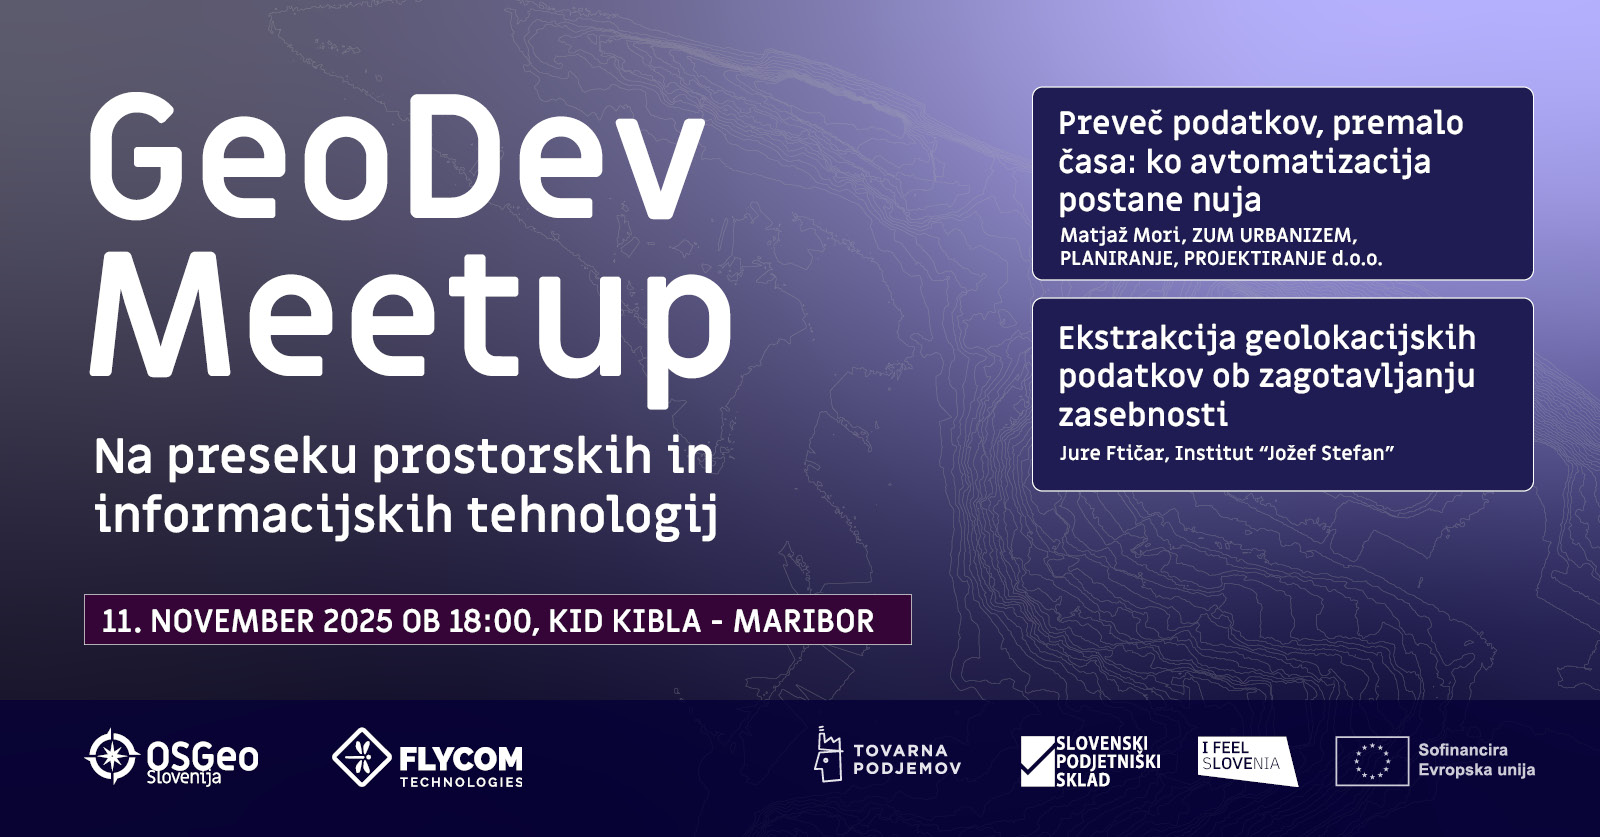 GeoDev
Meetup
Na preseku prostorskih in
informacijskih tehnologij
11. NOVEMBER 2025 OB 18:00, KID KIBLA - MARIBOR
Preveč podatkov, premalo
časa: ko avtomatizacija
postane nuja
Matjaž Mori, ZUM URBANIZEM,
PLANIRANJE, PROJEKTIRANJE d.o.o.
Ekstrakcija geolokacijskih
podatkov ob zagotavljanju
zasebnosti
Jure Ftičar, Institut “Jožef Stefan”
OSGeo
Slovenija
FLYCOM
TECHNOLOGIES
TOVARNA
PODJEMOV
SLOVENSKI
PODJETNIŠKI
SKLAD
I FEEL
SLOVENIA
Sofinancira
Evropska unija